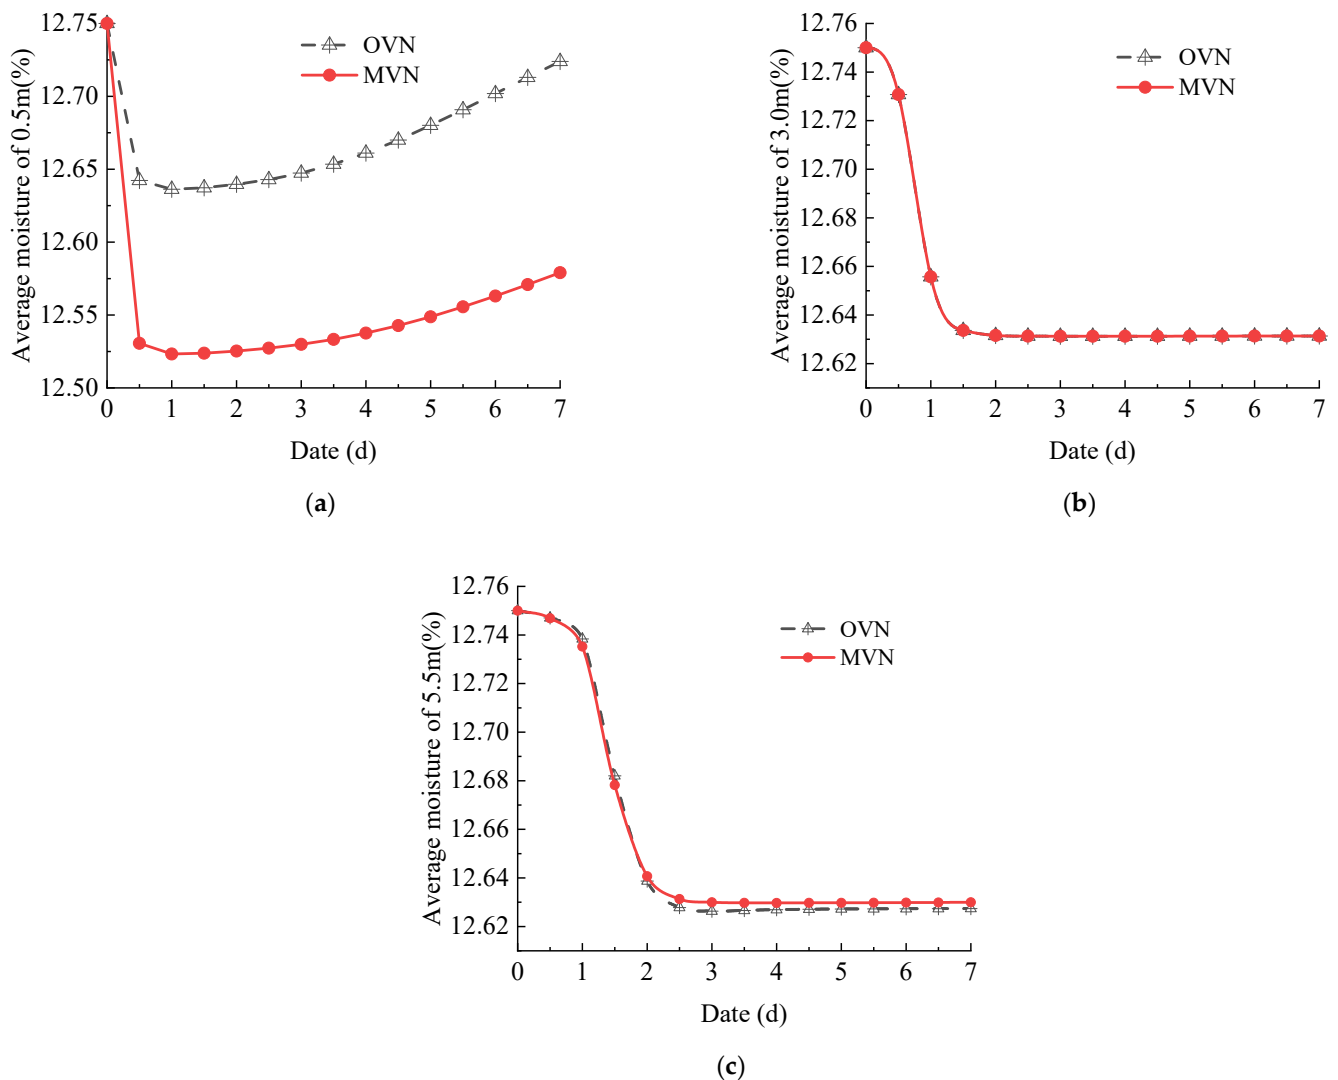 Average moisture of 0.5m(%)
12.75
12.70
12.65
12.60
12.55
12.50
OVN
MVN
0 1 2 3 4 5 6 7
Date (d)
(a)
Average moisture of 3.0m(%)
12.76
12.74
12.72
12.70
12.68
12.66
12.64
12.62
OVN
MVN
0 1 2 3 4 5 6 7
Date (d)
(b)
Average moisture of 5.5m(%)
12.76
12.74
12.72
12.70
12.68
12.66
12.64
12.62
OVN
MVN
0 1 2 3 4 5 6 7
Date (d)
(c)